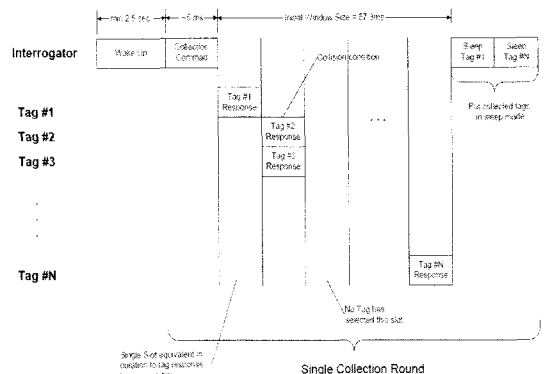 min 2.5 sec
~5 ms
Initial Window Size = 57.3ms
Interrogator
Wake Up
Collection
Command
Sleep
Tag #1
Sleep
Tag #N
Collision condition
Put collected tags
in sleep mode
Tag #1
Response
Tag #1
Tag #2
Tag #2
Response
Tag #3
Tag #3
Response
. . .
Tag #N
Tag #N
Response
No Tag has
selected this slot
Single Slot equivalent in
duration to tag response
Single Collection Round